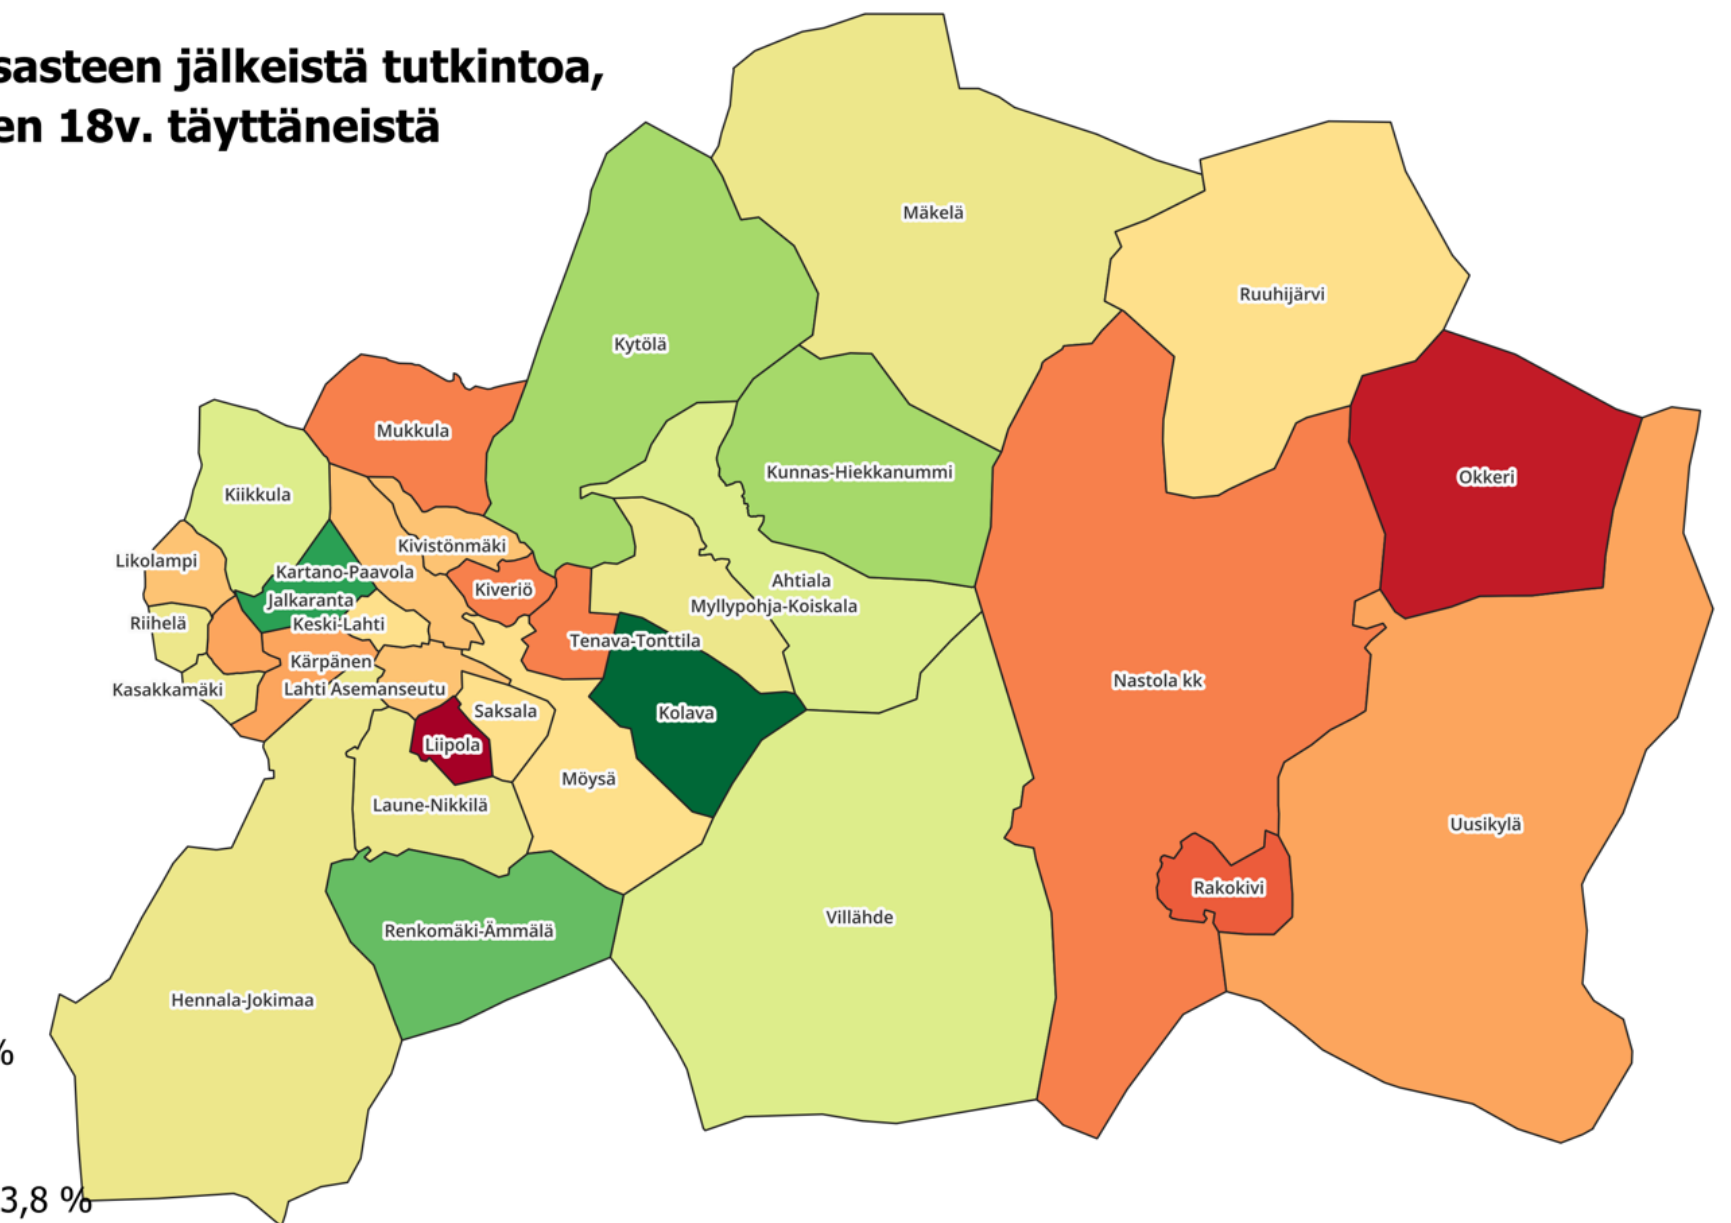 sasteen jälkeistä tutkintoa,
en 18v. täyttäneistä
Mäkelä
Ruuhijärvi
Kytölä
Mukkula
Kunnas-Hiekkanummi
Okkeri
Kiikkula
Kivistönmäki
Likolampi
Kartano-Paavola
Ahtiala
Kiveriö
Jalkaranta
Myllypohja-Koiskala
Riihelä
Keski-Lahti
Tenava-Tonttila
Kärpänen
Nastola kk
Kasakkamäki
Lahti Asemanseutu
Saksala
Kolava
Liipola
Möysä
Laune-Nikkilä
Uusikylä
Rakokivi
Villähde
Renkomäki-Ämmälä
Hennala-Jokimaa
%
3,8 %